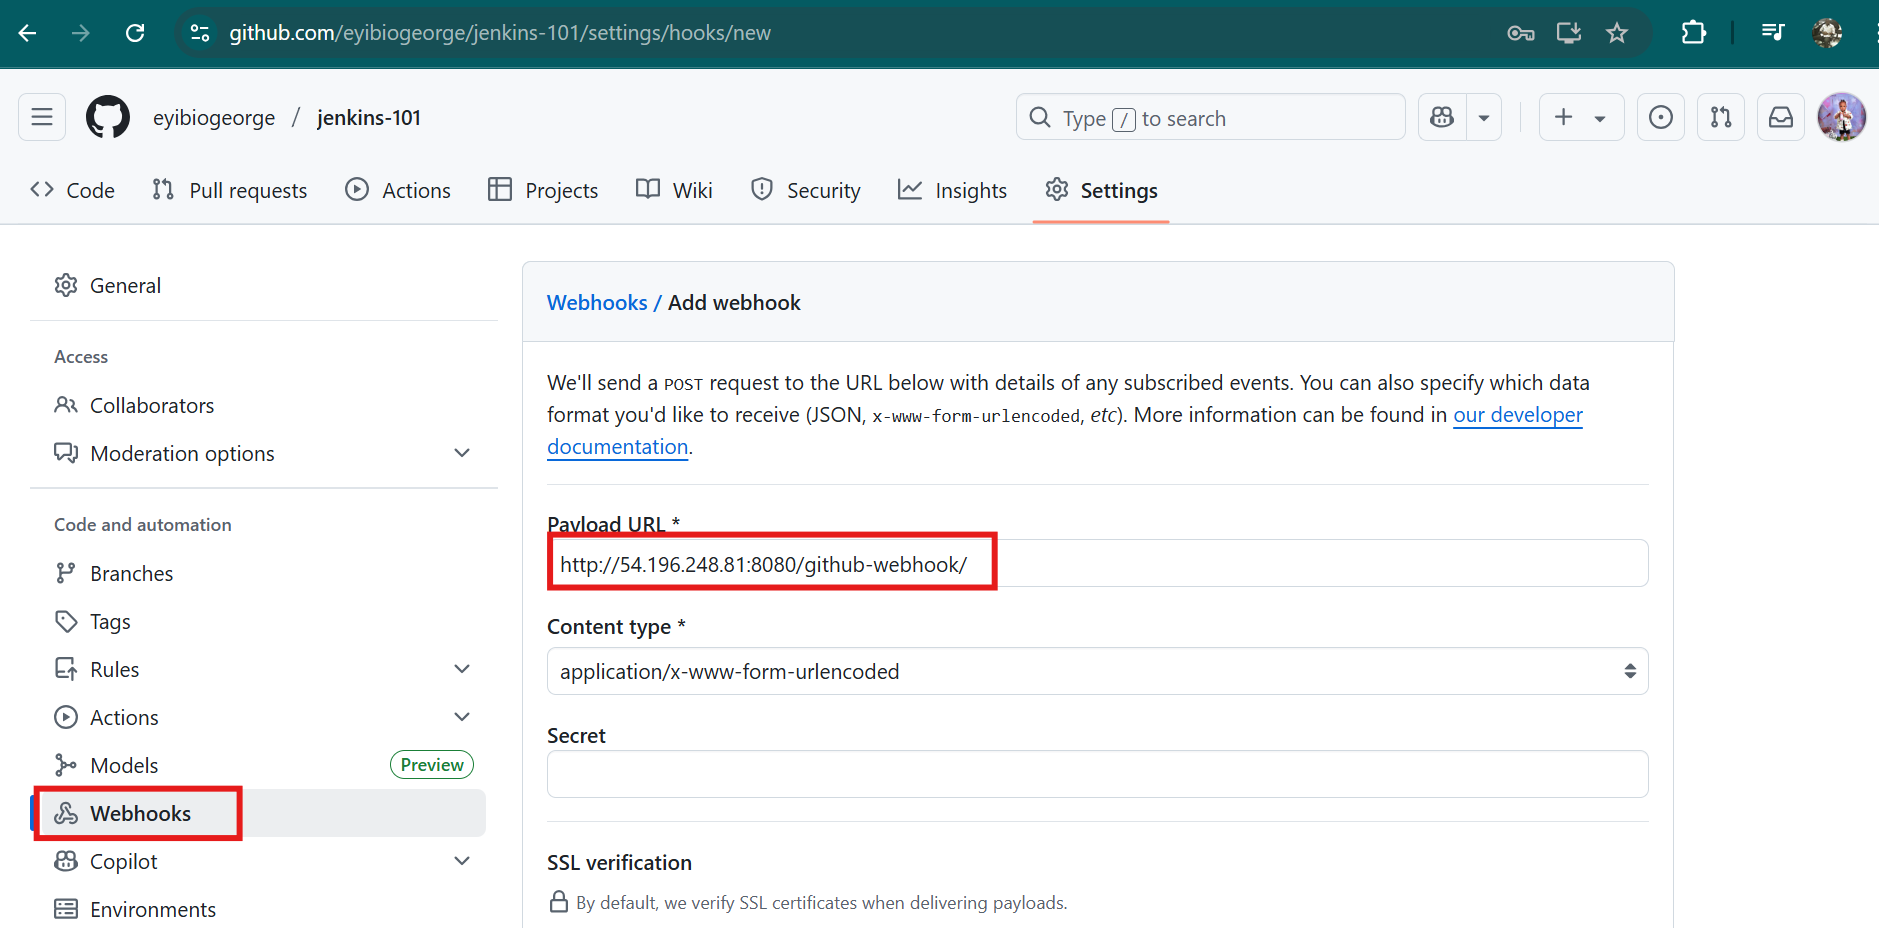 github.com/eyibiogeorge/jenkins-101/settings/hooks/new
eyibiogeorge / jenkins-101
Type / to search
Code
Pull requests
Actions
Projects
Wiki
Security
Insights
Settings
General
Access
Collaborators
Moderation options
Code and automation
Branches
Tags
Rules
Actions
Models
Preview
Webhooks
Copilot
Environments
Webhooks / Add webhook
We'll send a POST request to the URL below with details of any subscribed events. You can also specify which data
format you'd like to receive (JSON, x-www-form-urlencoded, etc). More information can be found in our developer
documentation.
Payload URL *
http://54.196.248.81:8080/github-webhook/
Content type *
application/x-www-form-urlencoded
Secret
SSL verification
By default, we verify SSL certificates when delivering payloads.